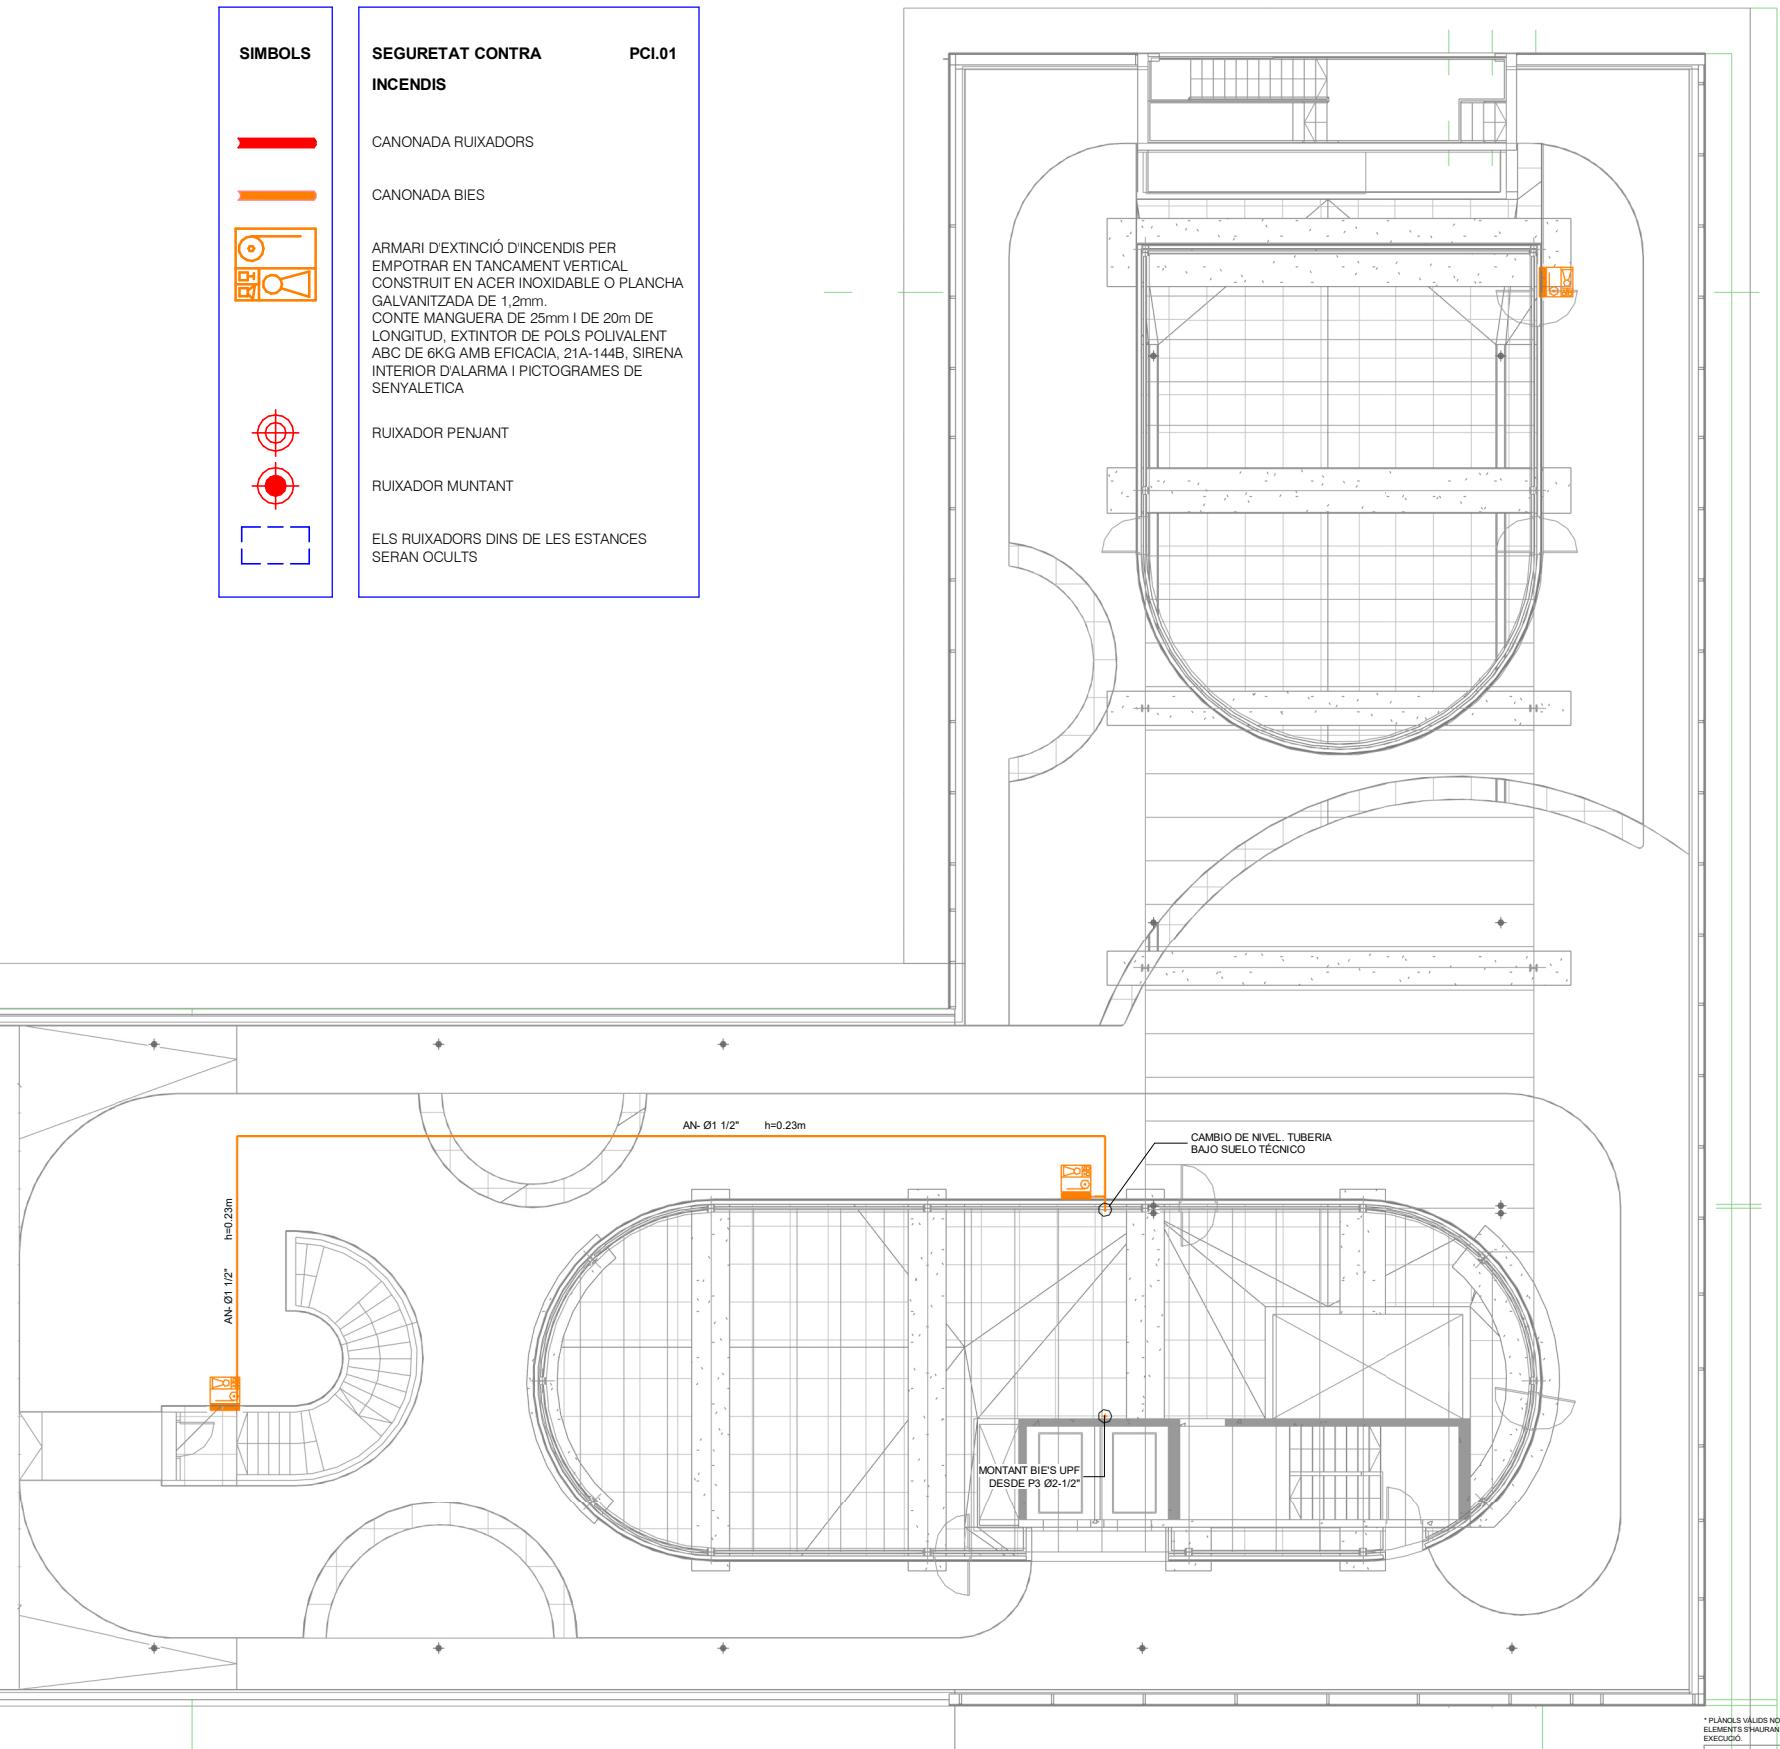 SIMBOLS
SEGURETAT CONTRA PCI.01
INCENDIS
CANONADA RUIXADORS
CANONADA BIES
ARMARI D'EXTINCIÓ D'INCENDIS PER
EMPOTRAR EN TANCAMENT VERTICAL
CONSTRUIT EN ACER INOXIDABLE O PLANCHA
GALVANITZADA DE 1,2mm.
CONTE MANGUERA DE 25mm I DE 20m DE
LONGITUD, EXTINTOR DE POLS POLIVALENT
ABC DE 6KG AMB EFICACIA, 21A-144B, SIRENA
INTERIOR D'ALARMA I PICTOGRAMES DE
SENYALETICA
RUIXADOR PENJANT
RUIXADOR MUNTANT
ELS RUIXADORS DINS DE LES ESTANCES
SERAN OCULTS
AN- Ø1 1/2" h=0.23m
CAMBIO DE NIVEL. TUBERIA
BAJO SUELO TÉCNICO
AN- Ø1 1/2" h=0.23m
MONTANT BIE'S UPF
DESDE P3 Ø2-1/2"
* PLÀNOLS VÀLIDS NO
ELEMENTS S'HAURAN
EXECUCIÓ.